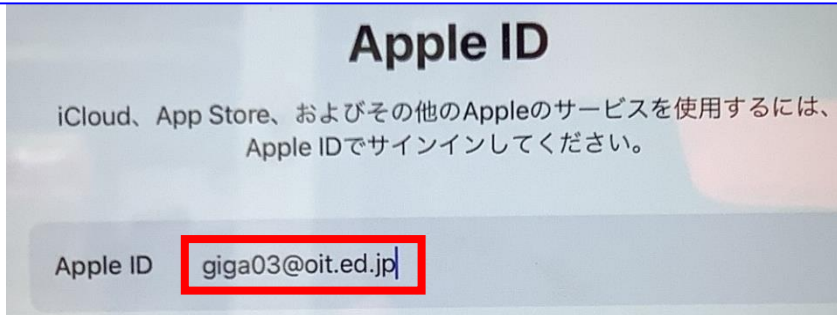 Apple ID
iCloud、App Store、およびその他のAppleのサービスを使用するには、
Apple IDでサインインしてください。
Apple ID giga03@oit.ed.jp